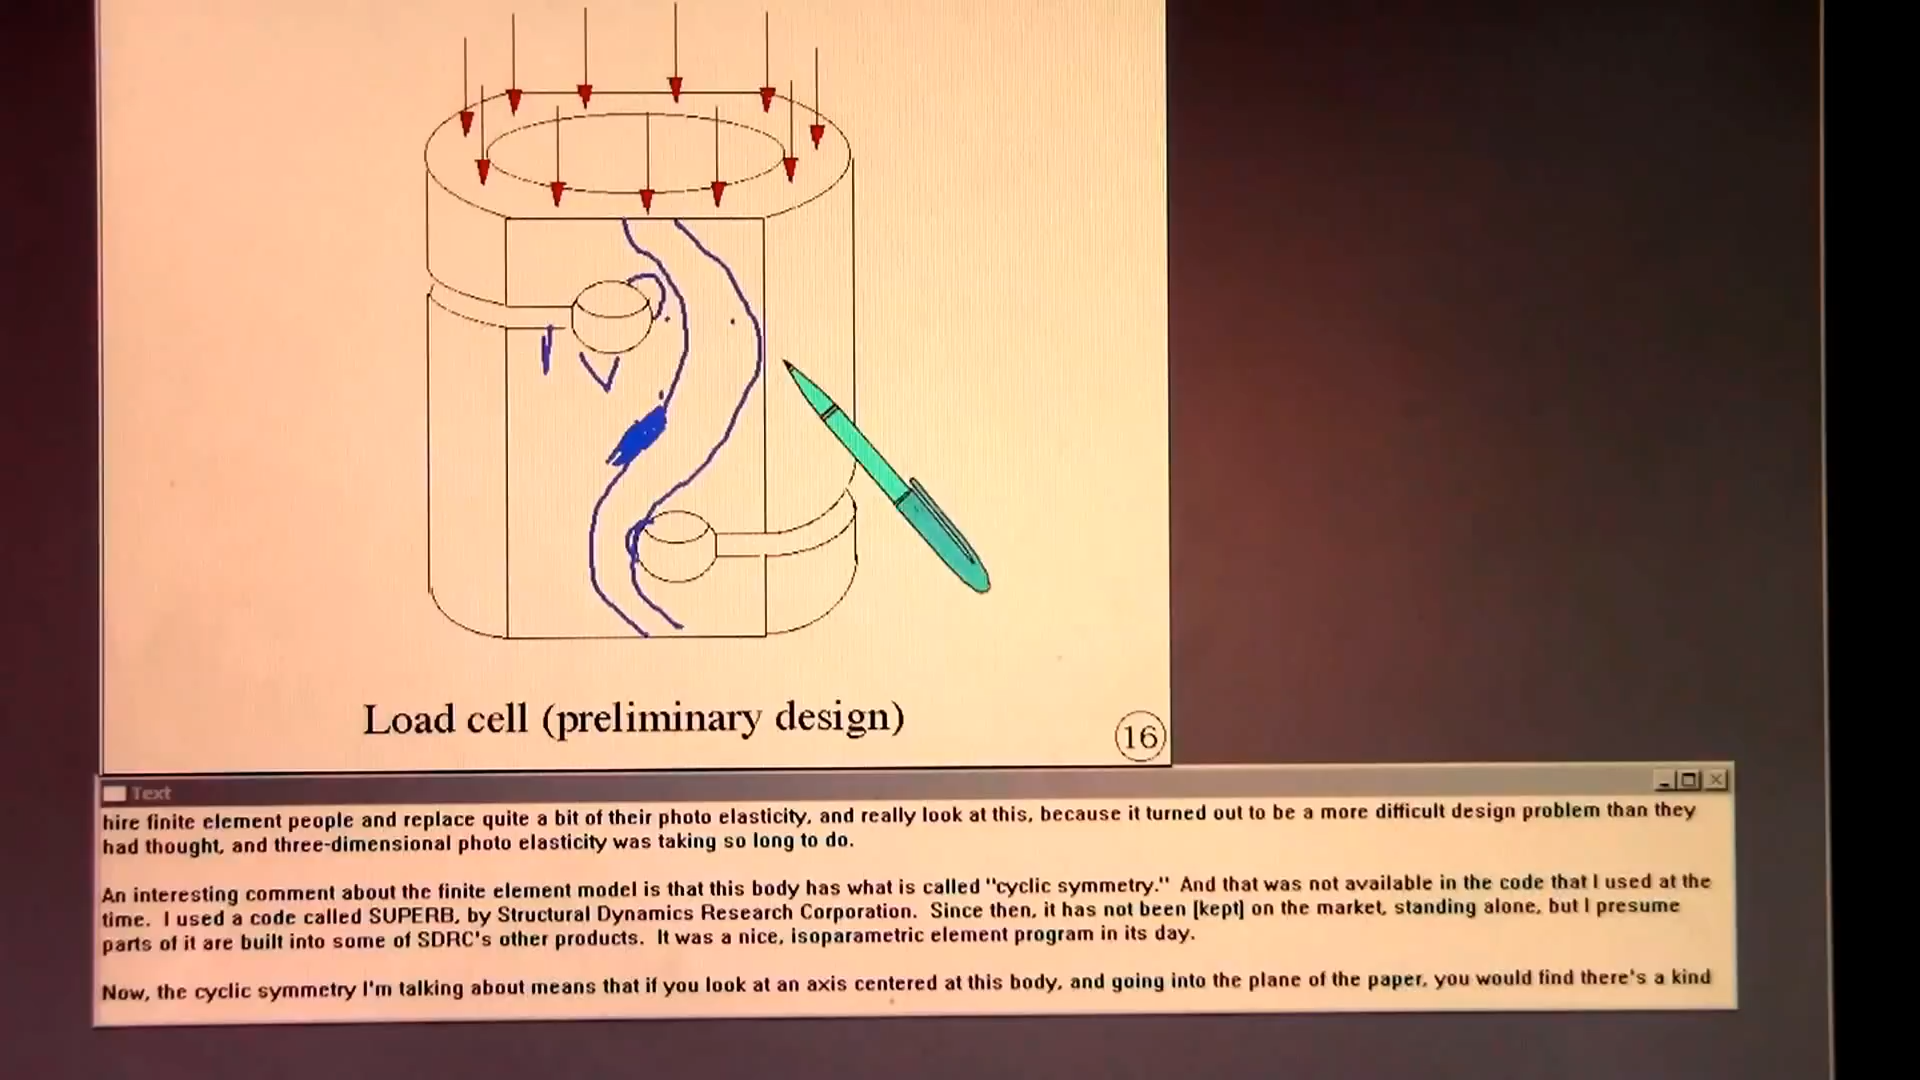 Load cell (preliminary design)
16
Text
hire finite element people and replace quite a bit of their photo elasticity, and really look at this, because it turned out to be a more difficult design problem than they
had thought, and three-dimensional photo elasticity was taking so long to do.
An interesting comment about the finite element model is that this body has what is called "cyclic symmetry." And that was not available in the code that I used at the
time. I used a code called SUPERB, by Structural Dynamics Research Corporation. Since then, it has not been [kept] on the market, standing alone, but I presume
parts of it are built into some of SDRC's other products. It was a nice, isoparametric element program in its day.
Now, the cyclic symmetry I'm talking about means that if you look at an axis centered at this body, and going into the plane of the paper, you would find there's a kind